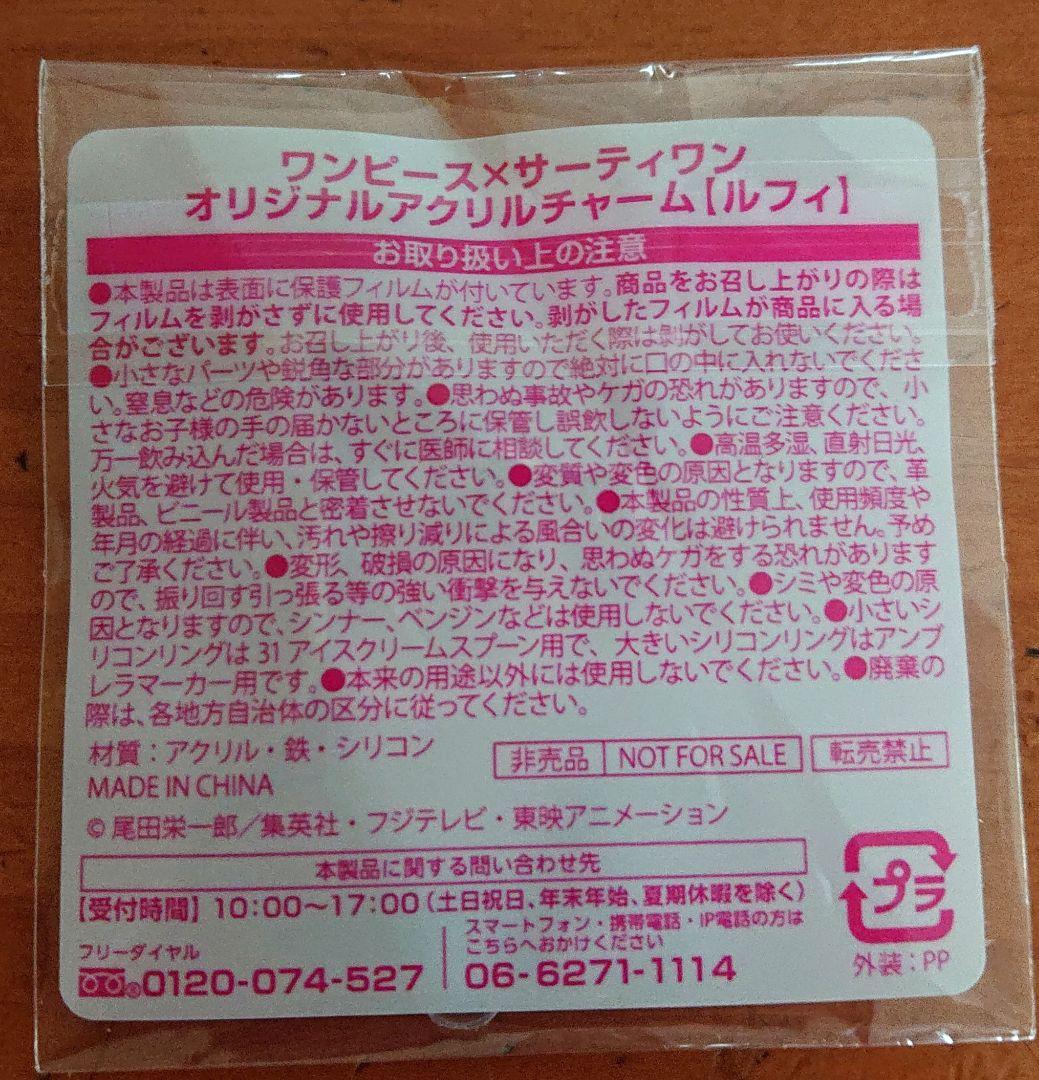 ワンピース×サーティワン
オリジナルアクリルチャーム【ルフィ】
お取り扱い上の注意
●本製品は表面に保護フィルムが付いています。商品をお召し上がりの際は
フィルムを剥がさずに使用してください。剥がしたフィルムが商品に入る場
合がございます。お召し上がり後、使用いただく際は剥がしてお使いください。
●小さなパーツや鋭角な部分がありますので絶対に口の中に入れないでくださ
い。窒息などの危険があります。●思わぬ事故やケガの恐れがありますので、小
さなお子様の手の届かないところに保管し誤飲しないようにご注意ください。
万一飲み込んだ場合は、すぐに医師に相談してください。●高温多湿、直射日光、
火気を避けて使用・保管してください。●変質や変色の原因となりますので、革
製品、ビニール製品と密着させないでください。●本製品の性質上、使用頻度や
年月の経過に伴い、汚れや擦り減りによる風合いの変化は避けられません。予め
ご了承ください。●変形、破損の原因になり、思わぬケガをする恐れがあります
ので、振り回す引っ張る等の強い衝撃を与えないでください。●シミや変色の原
因となりますので、シンナー、ベンジンなどは使用しないでください。●小さいシ
リコンリングは 31 アイスクリームスプーン用で、大きいシリコンリングはアンブ
レラマーカー用です。●本来の用途以外には使用しないでください。●廃棄の
際は、各地方自治体の区分に従ってください。
材質：アクリル・鉄・シリコン
非売品 NOT FOR SALE 転売禁止
MADE IN CHINA
© 尾田栄一郎／集英社・フジテレビ・東映アニメーション
本製品に関する問い合わせ先
【受付時間】10:00～17:00（土日祝日、年末年始、夏期休暇を除く）
フリーダイヤル
0120-074-527
スマートフォン・携帯電話・IP電話の方は
こちらへおかけください
06-6271-1114
プラ
外装：PP